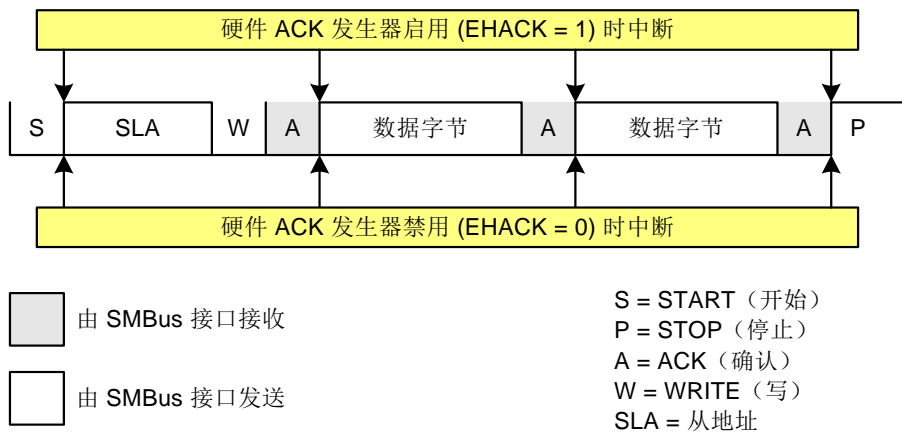 硬件 ACK 发生器启用 (EHACK = 1) 时中断
S SLA W A 数据字节 A 数据字节 A P
硬件 ACK 发生器禁用 (EHACK = 0) 时中断
由 SMBus 接口接收
由 SMBus 接口发送
S = START（开始）
P = STOP（停止）
A = ACK（确认）
W = WRITE（写）
SLA = 从地址